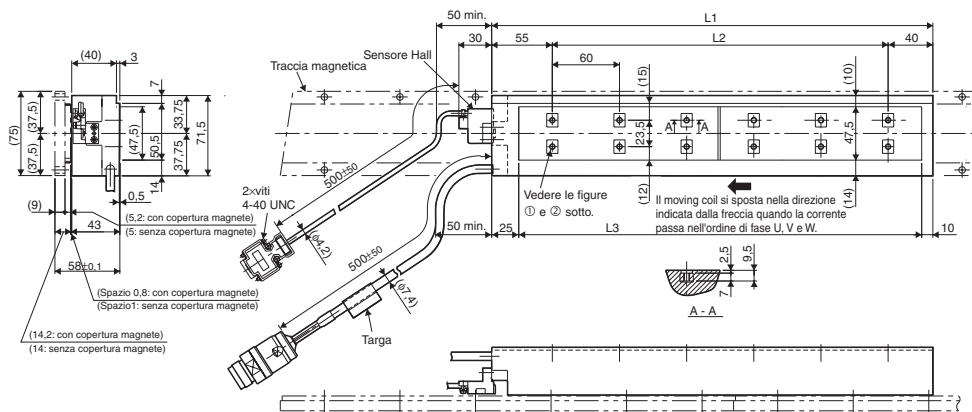 50 min.
L1
(40)
3
30
55
L2
40
Sensore Hall
60
Traccia magnetica
(15)
(10)
7
(75)
(37,5)
(37,5)
(47,5)
50,5
33,75
37,75
71,5
14
A
A
23,5
47,5
500±50
(12)
(14)
0,5
2×viti
4-40 UNC
Vedere le figure
① e ② sotto.
Il moving coil si sposta nella direzione
indicata dalla freccia quando la corrente
passa nell'ordine di fase U, V e W.
(9)
(5,2: con copertura magnete)
(5: senza copertura magnete)
43
(φ4,2)
50 min.
25
L3
10
58±0,1
500±50
2,5
9,5
7
(Spazio 0,8: con copertura magnete)
(Spazio1: senza copertura magnete)
(φ7,4)
A - A
(14,2: con copertura magnete)
(14: senza copertura magnete)
Targa